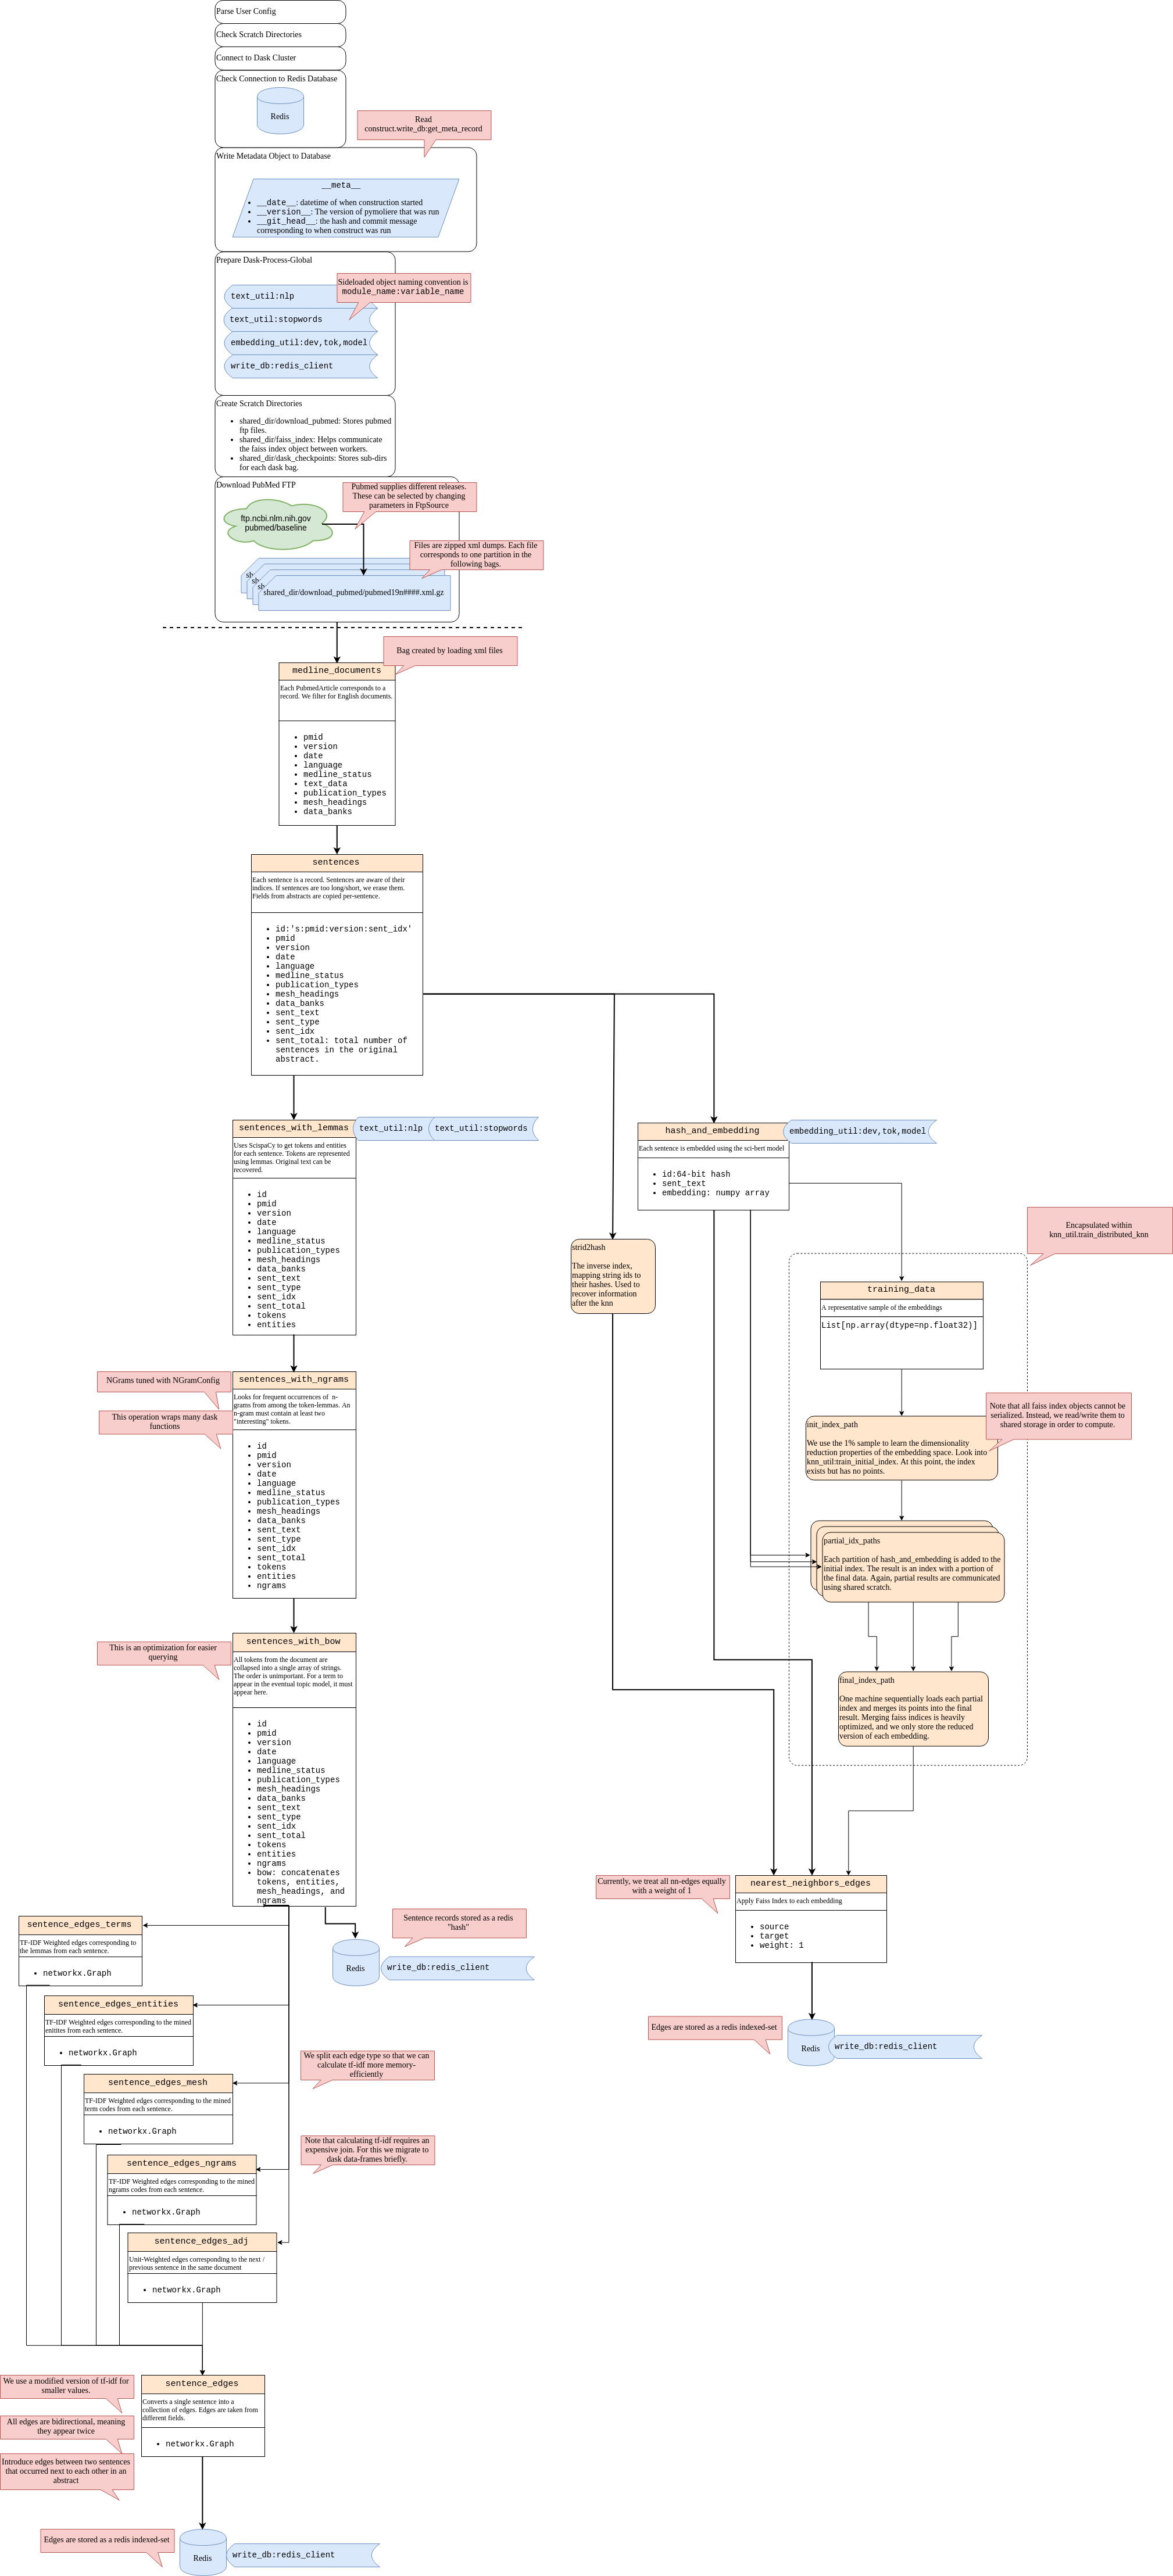 Parse User Config
Check Scratch Directories
Connect to Dask Cluster
Check Connection to Redis Database
Redis
Read
construct.write_db:get_meta_record
Write Metadata Object to Database
__meta__
__date__: datetime of when construction started
__version__: The version of pymoliere that was run
__git_head__: the hash and commit message
corresponding to when construct was run
Prepare Dask-Process-Global
Sideloaded object naming convention is
module_name:variable_name
text_util:nlp
text_util:stopwords
embedding_util:dev,tok,model
write_db:redis_client
Create Scratch Directories
shared_dir/download_pubmed: Stores pubmed
ftp files.
shared_dir/faiss_index: Helps communicate
the faiss index object between workers.
shared_dir/dask_checkpoints: Stores sub-dirs
for each dask bag.
Download PubMed FTP
Pubmed supplies different releases.
These can be selected by changing
parameters in FtpSource
ftp.ncbi.nlm.nih.gov
pubmed/baseline
Files are zipped xml dumps. Each file
corresponds to one partition in the
following bags.
sh
sh
sh
shared_dir/download_pubmed/pubmed19n####.xml.gz
Bag created by loading xml files
medline_documents
Each PubmedArticle corresponds to a
record. We filter for English documents.
pmid
version
date
language
medline_status
text_data
publication_types
mesh_headings
data_banks
sentences
Each sentence is a record. Sentences are aware of their
indices. If sentences are too long/short, we erase them.
Fields from abstracts are copied per-sentence.
id:'s:pmid:version:sent_idx'
pmid
version
date
language
medline_status
publication_types
mesh_headings
data_banks
sent_text
sent_type
sent_idx
sent_total: total number of
sentences in the original
abstract.
sentences_with_lemmas
text_util:nlp
text_util:stopwords
Uses ScispaCy to get tokens and entities
for each sentence. Tokens are represented
using lemmas. Original text can be
recovered.
id
pmid
version
date
language
medline_status
publication_types
mesh_headings
data_banks
sent_text
sent_type
sent_idx
sent_total
tokens
entities
hash_and_embedding
embedding_util:dev,tok,model
Each sentence is embedded using the sci-bert model
id:64-bit hash
sent_text
embedding: numpy array
Encapsulated within
knn_util.train_distributed_knn
strid2hash
The inverse index,
mapping string ids to
their hashes. Used to
recover information
after the knn
training_data
A representative sample of the embeddings
List[np.array(dtype=np.float32)]
NGrams tuned with NGramConfig
This operation wraps many dask
functions
sentences_with_ngrams
Looks for frequent occurrences of n-
grams from among the token-lemmas. An
n-gram must contain at least two
"interesting" tokens.
id
pmid
version
date
language
medline_status
publication_types
mesh_headings
data_banks
sent_text
sent_type
sent_idx
sent_total
tokens
entities
ngrams
Note that all faiss index objects cannot be
serialized. Instead, we read/write them to
shared storage in order to compute.
init_index_path
We use the 1% sample to learn the dimensionality
reduction properties of the embedding space. Look into
knn_util:train_initial_index. At this point, the index
exists but has no points.
partial_idx_paths
Each partition of hash_and_embedding is added to the
initial index. The result is an index with a portion of
the final data. Again, partial results are communicated
using shared scratch.
This is an optimization for easier
querying
sentences_with_bow
All tokens from the document are
collapsed into a single array of strings.
The order is unimportant. For a term to
appear in the eventual topic model, it must
appear here.
id
pmid
version
date
language
medline_status
publication_types
mesh_headings
data_banks
sent_text
sent_type
sent_idx
sent_total
tokens
entities
ngrams
bow: concatenates
tokens, entities,
mesh_headings, and
ngrams
final_index_path
One machine sequentially loads each partial
index and merges its points into the final
result. Merging faiss indices is heavily
optimized, and we only store the reduced
version of each embedding.
Currently, we treat all nn-edges equally
with a weight of 1
nearest_neighbors_edges
Apply Faiss Index to each embedding
source
target
weight: 1
Sentence records stored as a redis
"hash"
Redis
write_db:redis_client
Edges are stored as a redis indexed-set
Redis
write_db:redis_client
sentence_edges_terms
TF-IDF Weighted edges corresponding to
the lemmas from each sentence.
networkx.Graph
sentence_edges_entities
TF-IDF Weighted edges corresponding to the mined
enitites from each sentence.
networkx.Graph
We split each edge type so that we can
calculate tf-idf more memory-
efficiently
sentence_edges_mesh
TF-IDF Weighted edges corresponding to the mined
term codes from each sentence.
networkx.Graph
Note that calculating tf-idf requires an
expensive join. For this we migrate to
dask data-frames briefly.
sentence_edges_ngrams
TF-IDF Weighted edges corresponding to the mined
ngrams codes from each sentence.
networkx.Graph
sentence_edges_adj
Unit-Weighted edges corresponding to the next /
previous sentence in the same document
networkx.Graph
We use a modified version of tf-idf for
smaller values.
All edges are bidirectional, meaning
they appear twice
Introduce edges between two sentences
that occurred next to each other in an
abstract
sentence_edges
Converts a single sentence into a
collection of edges. Edges are taken from
different fields.
networkx.Graph
Edges are stored as a redis indexed-set
Redis
write_db:redis_client